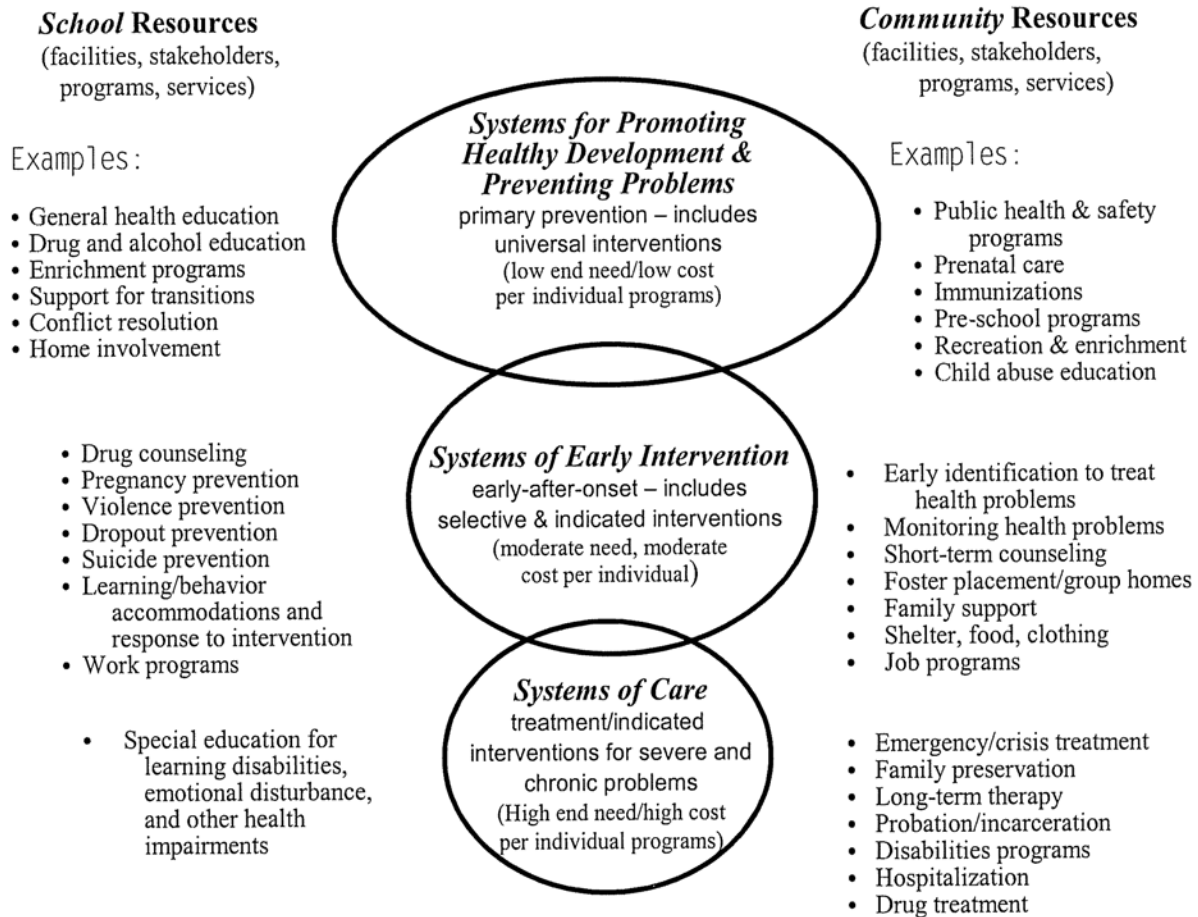 School Resources
(facilities, stakeholders,
programs, services)
Examples:
• General health education
• Drug and alcohol education
• Enrichment programs
• Support for transitions
• Conflict resolution
• Home involvement
• Drug counseling
• Pregnancy prevention
• Violence prevention
• Dropout prevention
• Suicide prevention
• Learning/behavior
accommodations and
response to intervention
• Work programs
• Special education for
learning disabilities,
emotional disturbance,
and other health
impairments
Systems for Promoting
Healthy Development &
Preventing Problems
primary prevention – includes
universal interventions
(low end need/low cost
per individual programs)
Systems of Early Intervention
early-after-onset – includes
selective & indicated interventions
(moderate need, moderate
cost per individual)
Systems of Care
treatment/indicated
interventions for severe and
chronic problems
(High end need/high cost
per individual programs)
Community Resources
(facilities, stakeholders,
programs, services)
Examples:
• Public health & safety
programs
• Prenatal care
• Immunizations
• Pre-school programs
• Recreation & enrichment
• Child abuse education
• Early identification to treat
health problems
• Monitoring health problems
• Short-term counseling
• Foster placement/group homes
• Family support
• Shelter, food, clothing
• Job programs
• Emergency/crisis treatment
• Family preservation
• Long-term therapy
• Probation/incarceration
• Disabilities programs
• Hospitalization
• Drug treatment